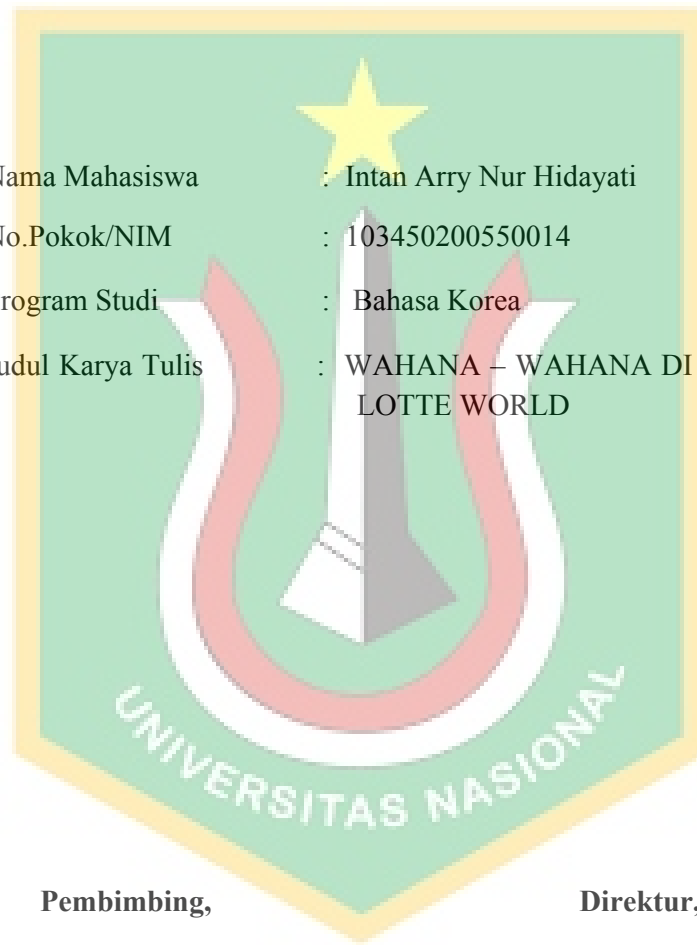 Nama Mahasiswa : Intan Arry Nur Hidayati
No.Pokok/NIM : 103450200550014
rogram Studi : Bahasa Korea
udul Karya Tulis : WAHANA – WAHANA DI
LOTTE WORLD
UNIVERSITAS NASIONAL
Pembimbing, Direktur,